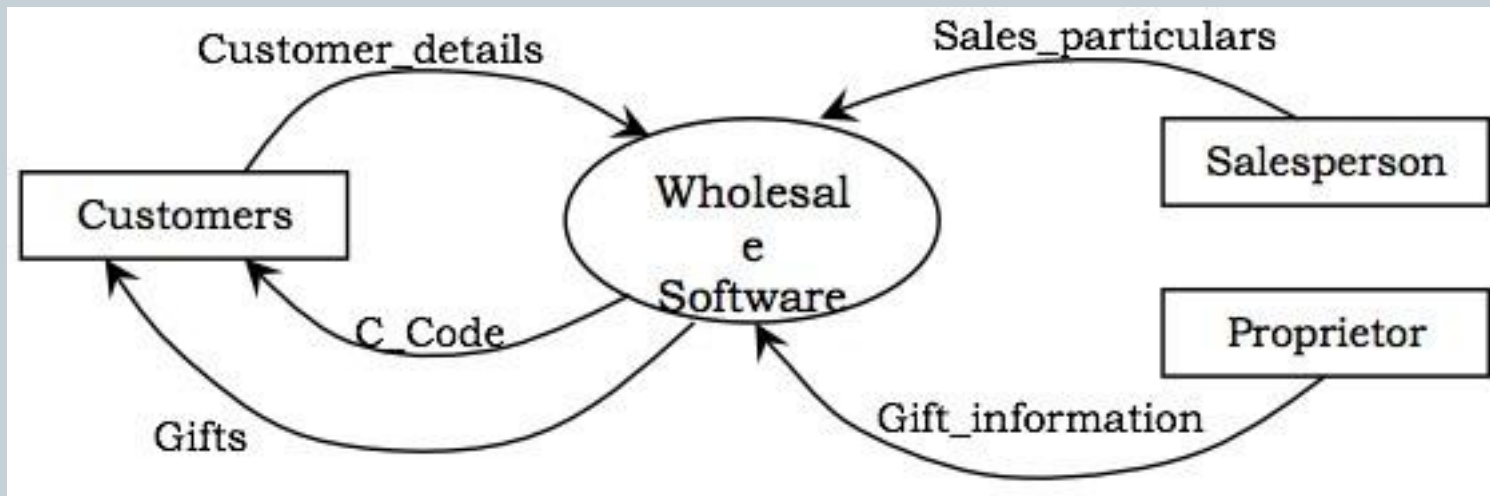 Customer_details
Sales_particulars
Salesperson
Customers
Wholesal
e
Software
C_Code
Proprietor
Gift_information
Gifts